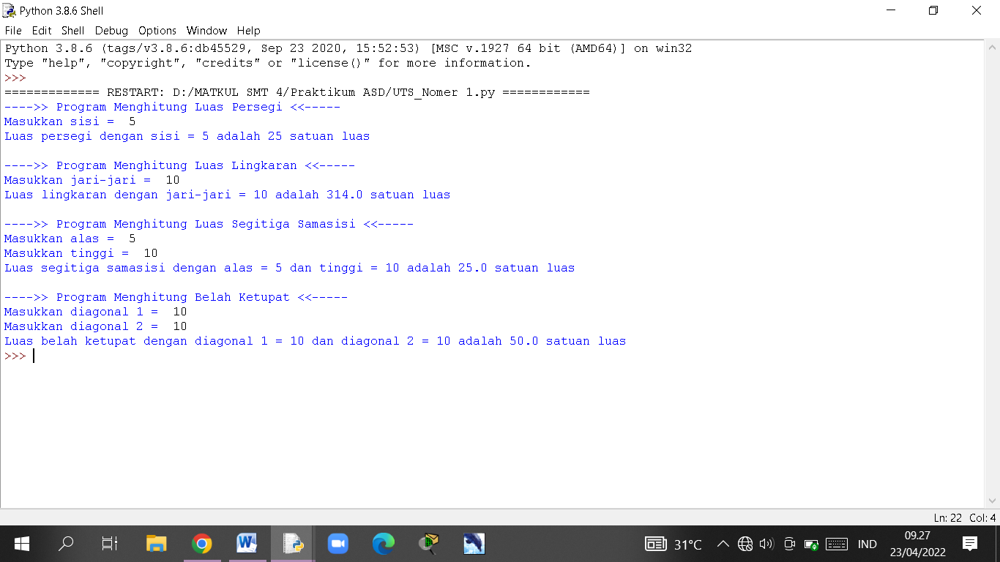 Python 3.8.6 Shell
File Edit Shell Debug Options Window Help
Python 3.8.6 (tags/v3.8.6:db45529, Sep 23 2020, 15:52:53) [MSC v.1927 64 bit (AMD64)] on win32
Type "help", "copyright", "credits" or "license()" for more information.
>>>
============= RESTART: D:/MATKUL SMT 4/Praktikum ASD/UTS_Nomer 1.py ============
---->> Program Menghitung Luas Persegi <<-----
Masukkan sisi =  5
Luas persegi dengan sisi = 5 adalah 25 satuan luas

---->> Program Menghitung Luas Lingkaran <<-----
Masukkan jari-jari =  10
Luas lingkaran dengan jari-jari = 10 adalah 314.0 satuan luas

---->> Program Menghitung Luas Segitiga Samasisi <<-----
Masukkan alas =  5
Masukkan tinggi =  10
Luas segitiga samasisi dengan alas = 5 dan tinggi = 10 adalah 25.0 satuan luas

---->> Program Menghitung Belah Ketupat <<-----
Masukkan diagonal 1 =  10
Masukkan diagonal 2 =  10
Luas belah ketupat dengan diagonal 1 = 10 dan diagonal 2 = 10 adalah 50.0 satuan luas
>>>
Ln: 22 Col: 4
31°C IND
09.27
23/04/2022